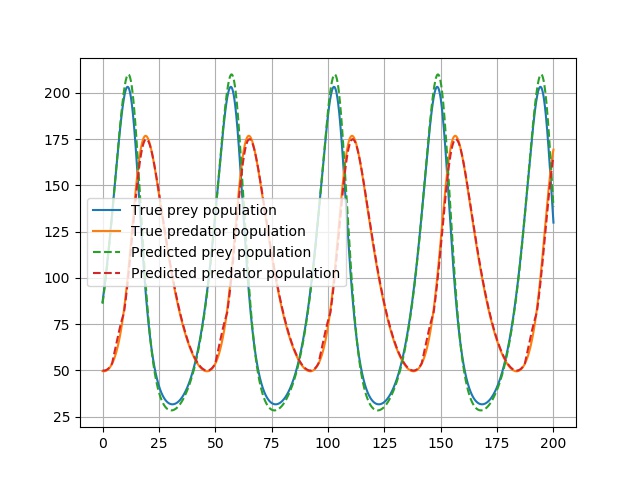 200
175
150
125
100
75
50
25
True prey population
True predator population
Predicted prey population
Predicted predator population
0 25 50 75 100 125 150 175 200